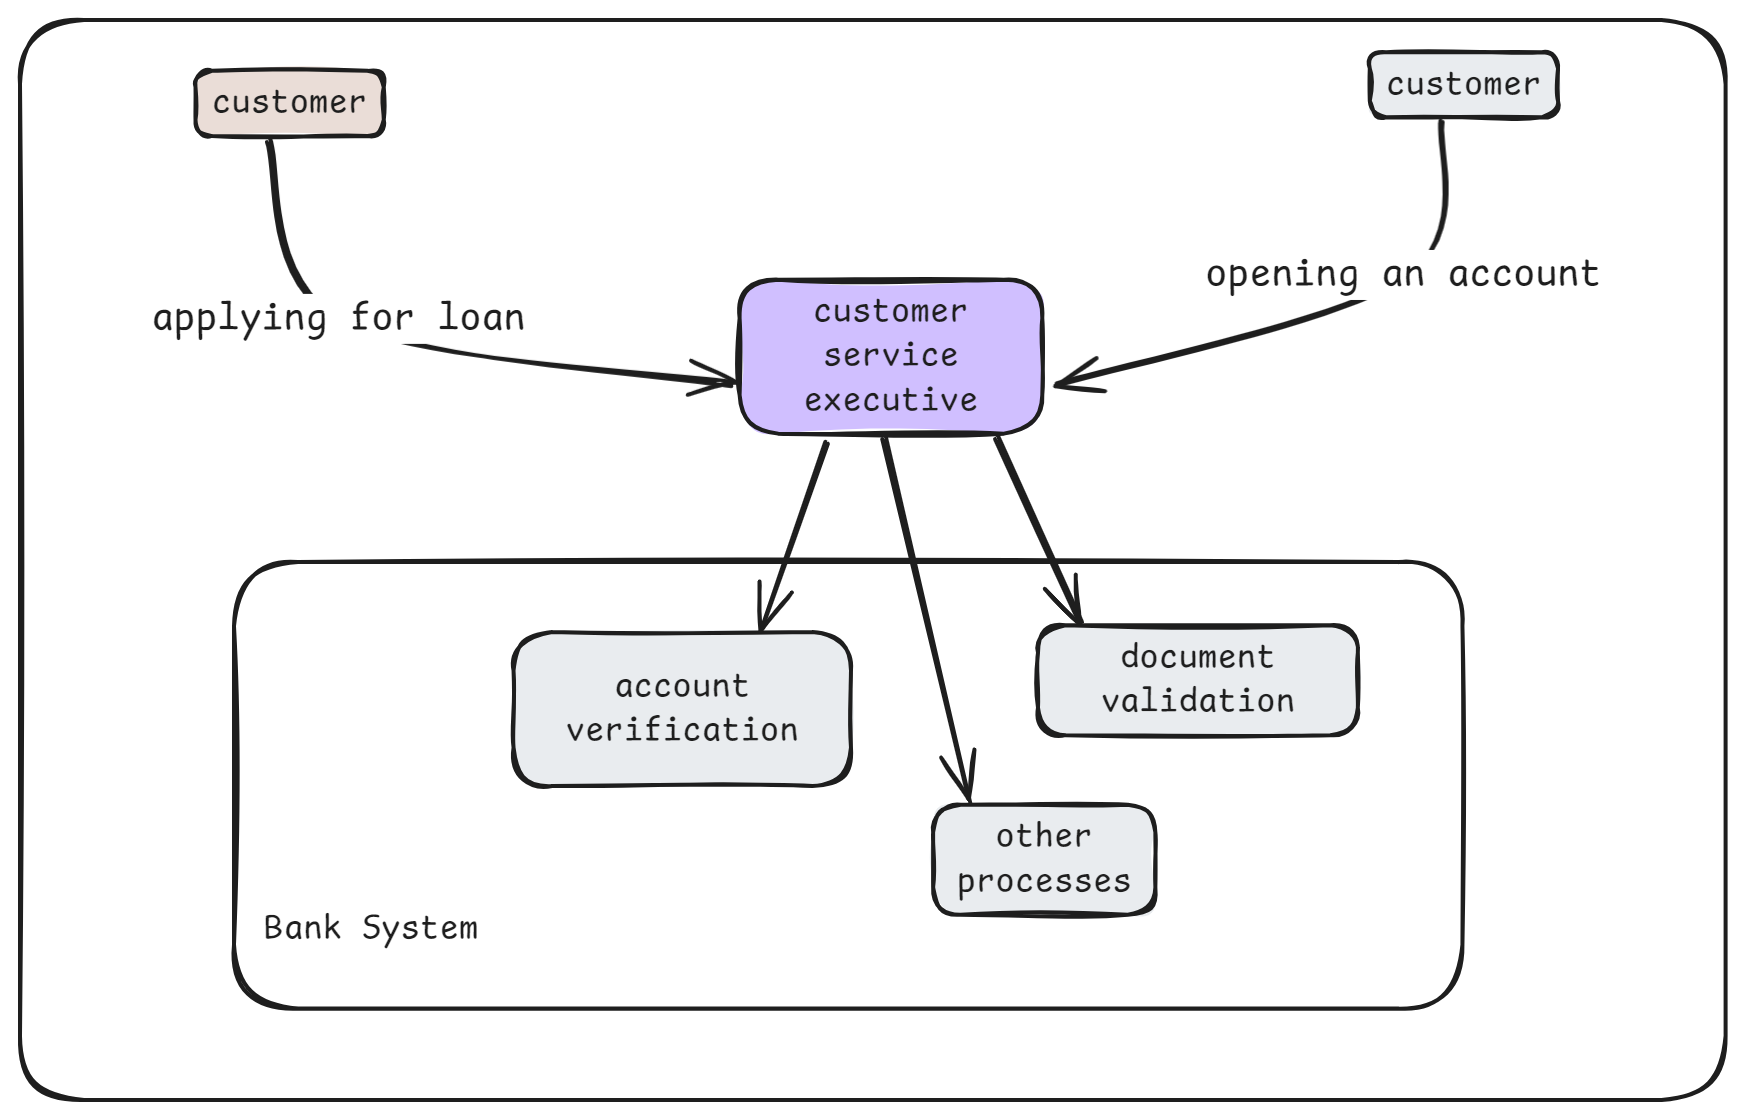 customer
customer
opening an account
applying for loan
customer
service
executive
account
verification
document
validation
other
processes
Bank System